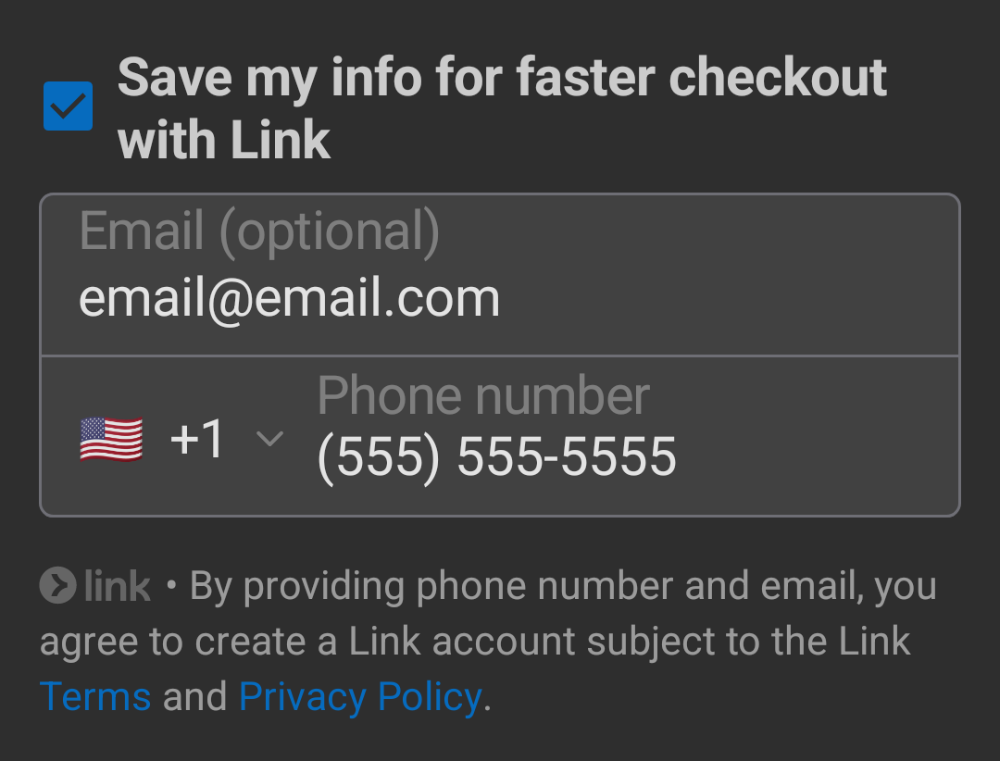 Save my info for faster checkout
with Link
Email (optional)
email@email.com
Phone number
+1 (555) 555-5555
link • By providing phone number and email, you
agree to create a Link account subject to the Link
Terms and Privacy Policy.